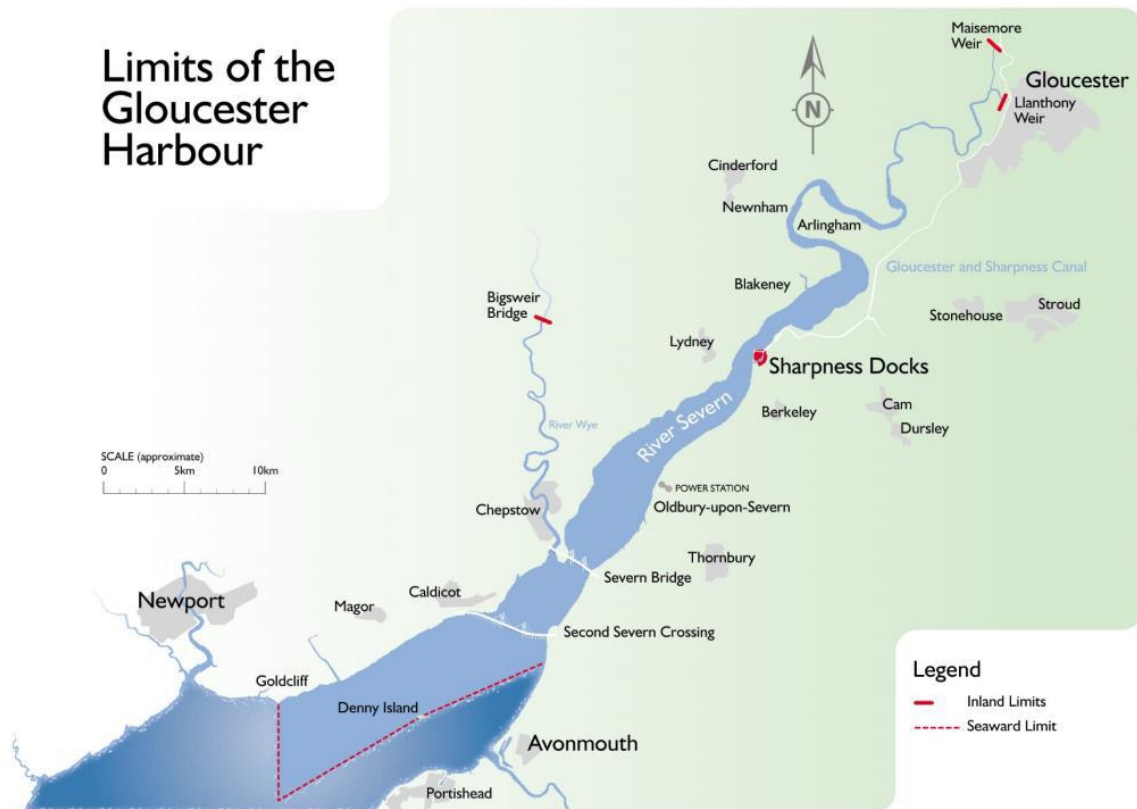 Limits of the
Gloucester
Harbour
Maisemore
Weir
Gloucester
Llanthony
Weir
N
Cinderford
Newnham
Arlingham
Gloucester and Sharpness Canal
Blakeney
Bigsweir
Bridge
Stonehouse
Stroud
Lydney
Sharpness Docks
River Severn
Berkeley
Cam
Dursley
River Wye
SCALE (approximate)
0 5km 10km
POWER STATION
Oldbury-upon-Severn
Chepstow
Thornbury
Severn Bridge
Newport
Magor
Caldicot
Second Severn Crossing
Goldcliff
Denny Island
Avonmouth
Portishead
Legend
Inland Limits
Seaward Limit